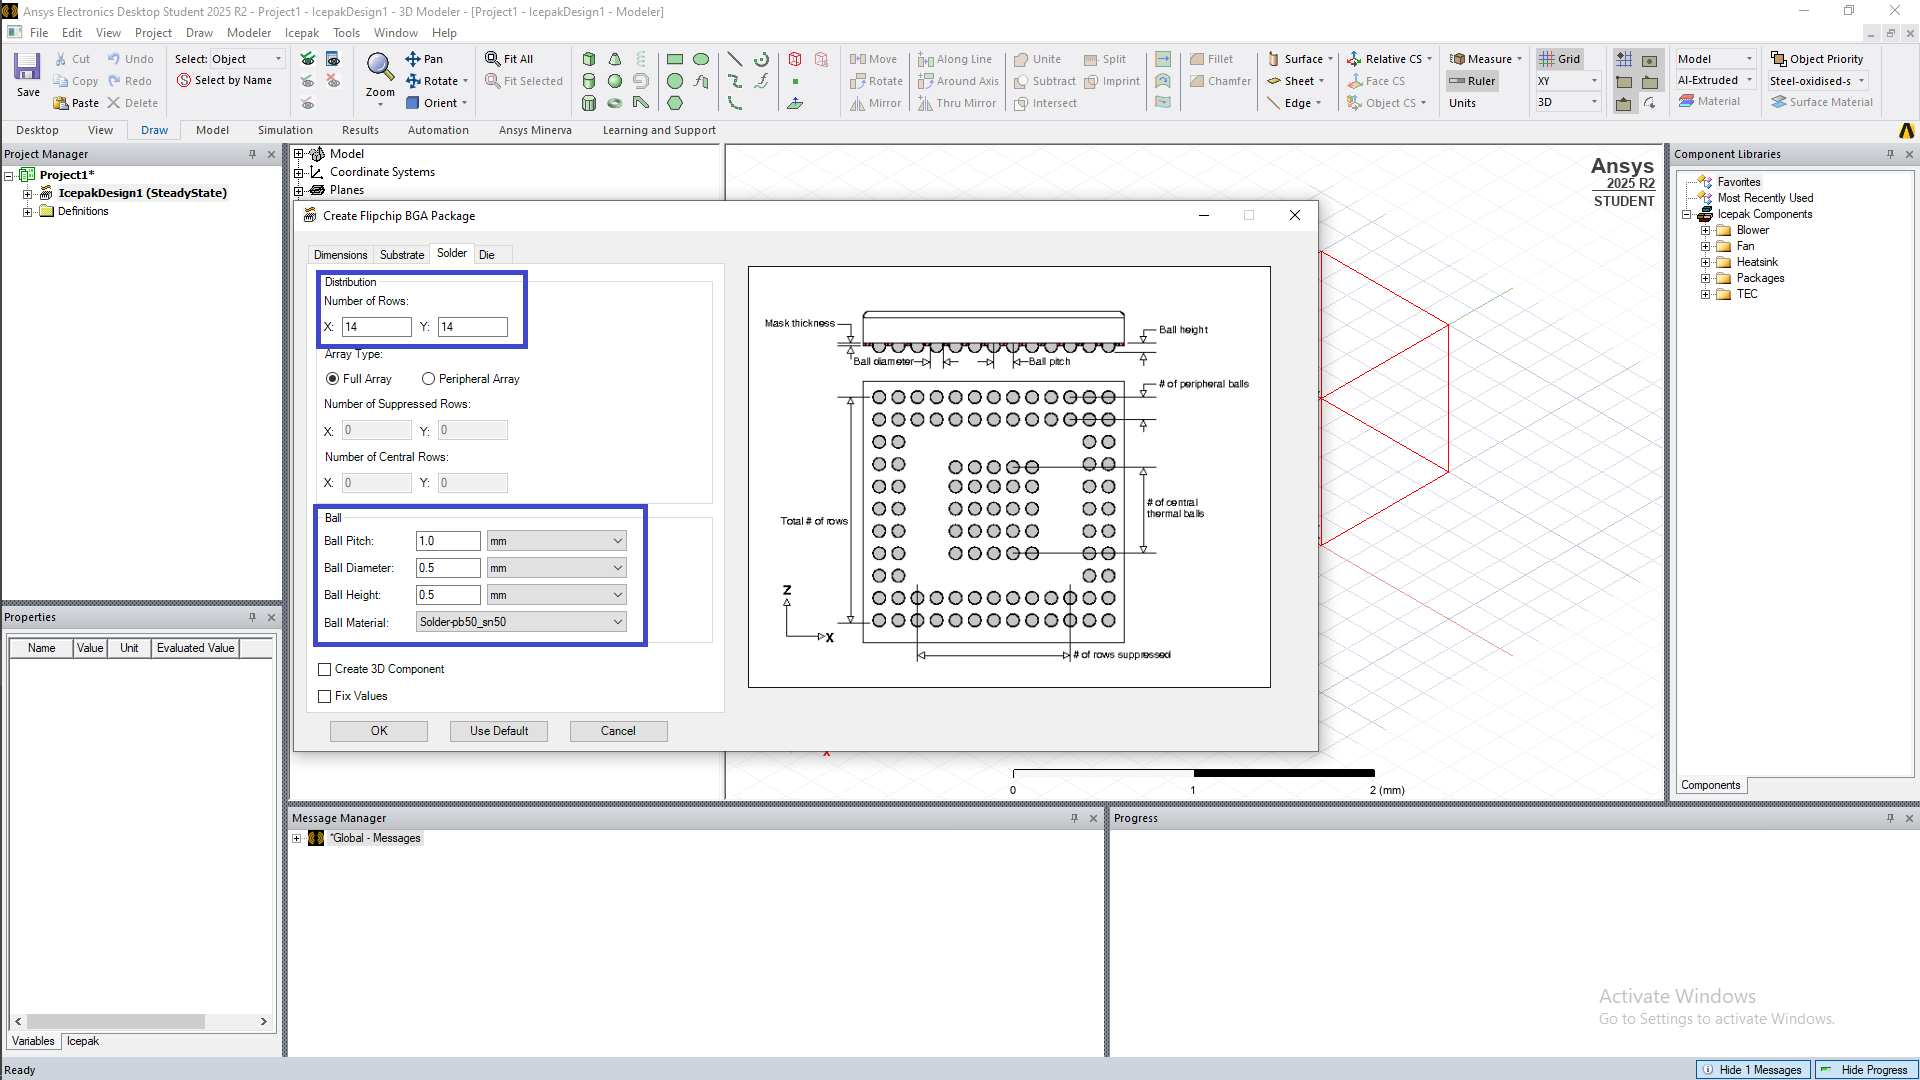 Ansys Electronics Desktop Student 2025 R2 - Project1 - IcepakDesign1 - 3D Modeler - [Project1 - IcepakDesign1 - Modeler]
File Edit View Project Draw Modeler Icepak Tools Window Help
Save
Cut
Copy
Paste
Undo
Redo
Delete
Select: Object
Select by Name
Zoom
Pan
Rotate
Orient
Fit All
Fit Selected
Move
Rotate
Mirror
Along Line
Around Axis
Thru Mirror
Unite
Subtract
Intersect
Split
Imprint
Fillet
Chamfer
Surface
Sheet
Edge
Relative CS
Face CS
Object CS
Measure
Ruler
Units
Grid
XY
3D
Model
AI-Extruded
Material
Object Priority
Steel-oxidised-s
Surface Material
Desktop View Draw Model Simulation Results Automation Ansys Minerva Learning and Support
Project Manager
Project1*
IcepakDesign1 (SteadyState)
Definitions
Model
Coordinate Systems
Planes
Ansys
2025 R2
STUDENT
Component Libraries
Favorites
Most Recently Used
Icepak Components
Blower
Fan
Heatsink
Packages
TEC
Components
Create Flipchip BGA Package
Dimensions Substrate Solder Die
Distribution
Number of Rows:
X: 14 Y: 14
Array Type:
Full Array Peripheral Array
Number of Suppressed Rows:
X: 0 Y: 0
Number of Central Rows:
X: 0 Y: 0
Ball
Ball Pitch: 1.0 mm
Ball Diameter: 0.5 mm
Ball Height: 0.5 mm
Ball Material: Solder-pb50_sn50
Create 3D Component
Fix Values
OK Use Default Cancel
Mask thickness
Ball height
Ball diameter
Ball pitch
# of peripheral balls
# of central
thermal balls
Total # of rows
Z
X
# of rows suppressed
X
0 1 2 (mm)
Properties
Name Value Unit Evaluated Value
Variables Icepak
Message Manager
*Global - Messages
Progress
Activate Windows
Go to Settings to activate Windows.
Ready
Hide 1 Messages
Hide Progress